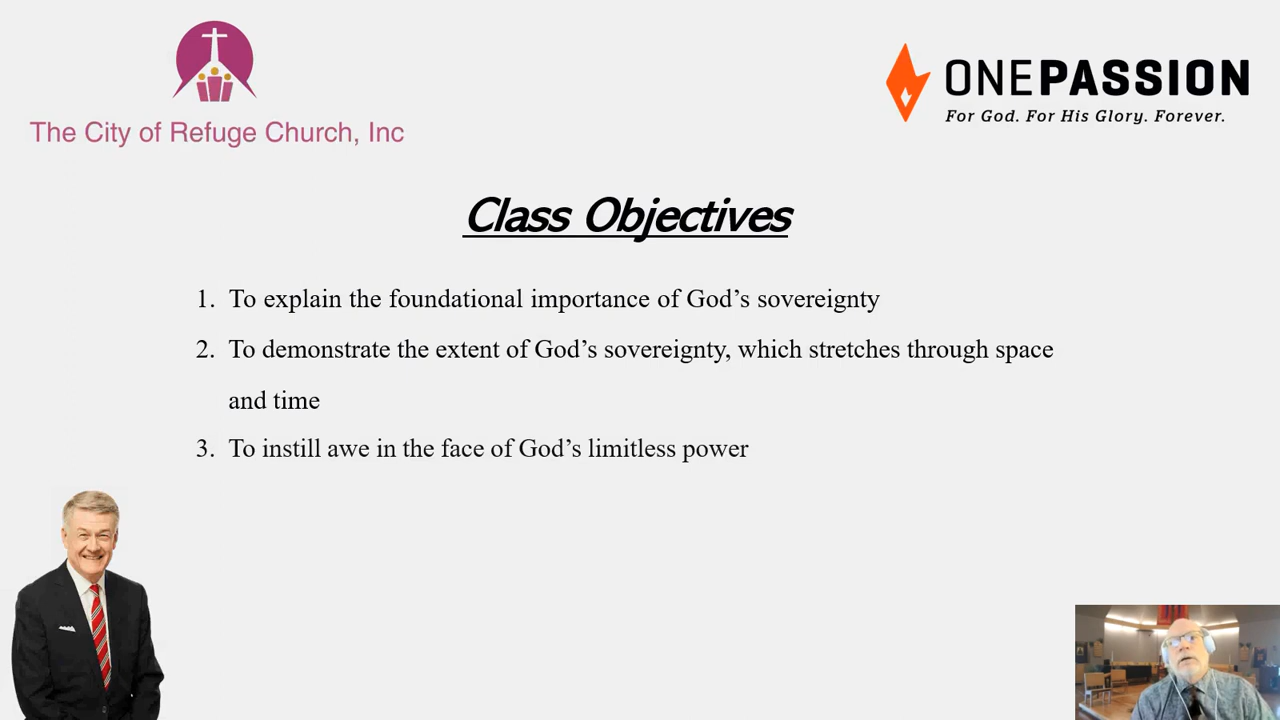 The City of Refuge Church, Inc
ONEPASSION
For God. For His Glory. Forever.
Class Objectives
1. To explain the foundational importance of God’s sovereignty
2. To demonstrate the extent of God’s sovereignty, which stretches through space
and time
3. To instill awe in the face of God’s limitless power